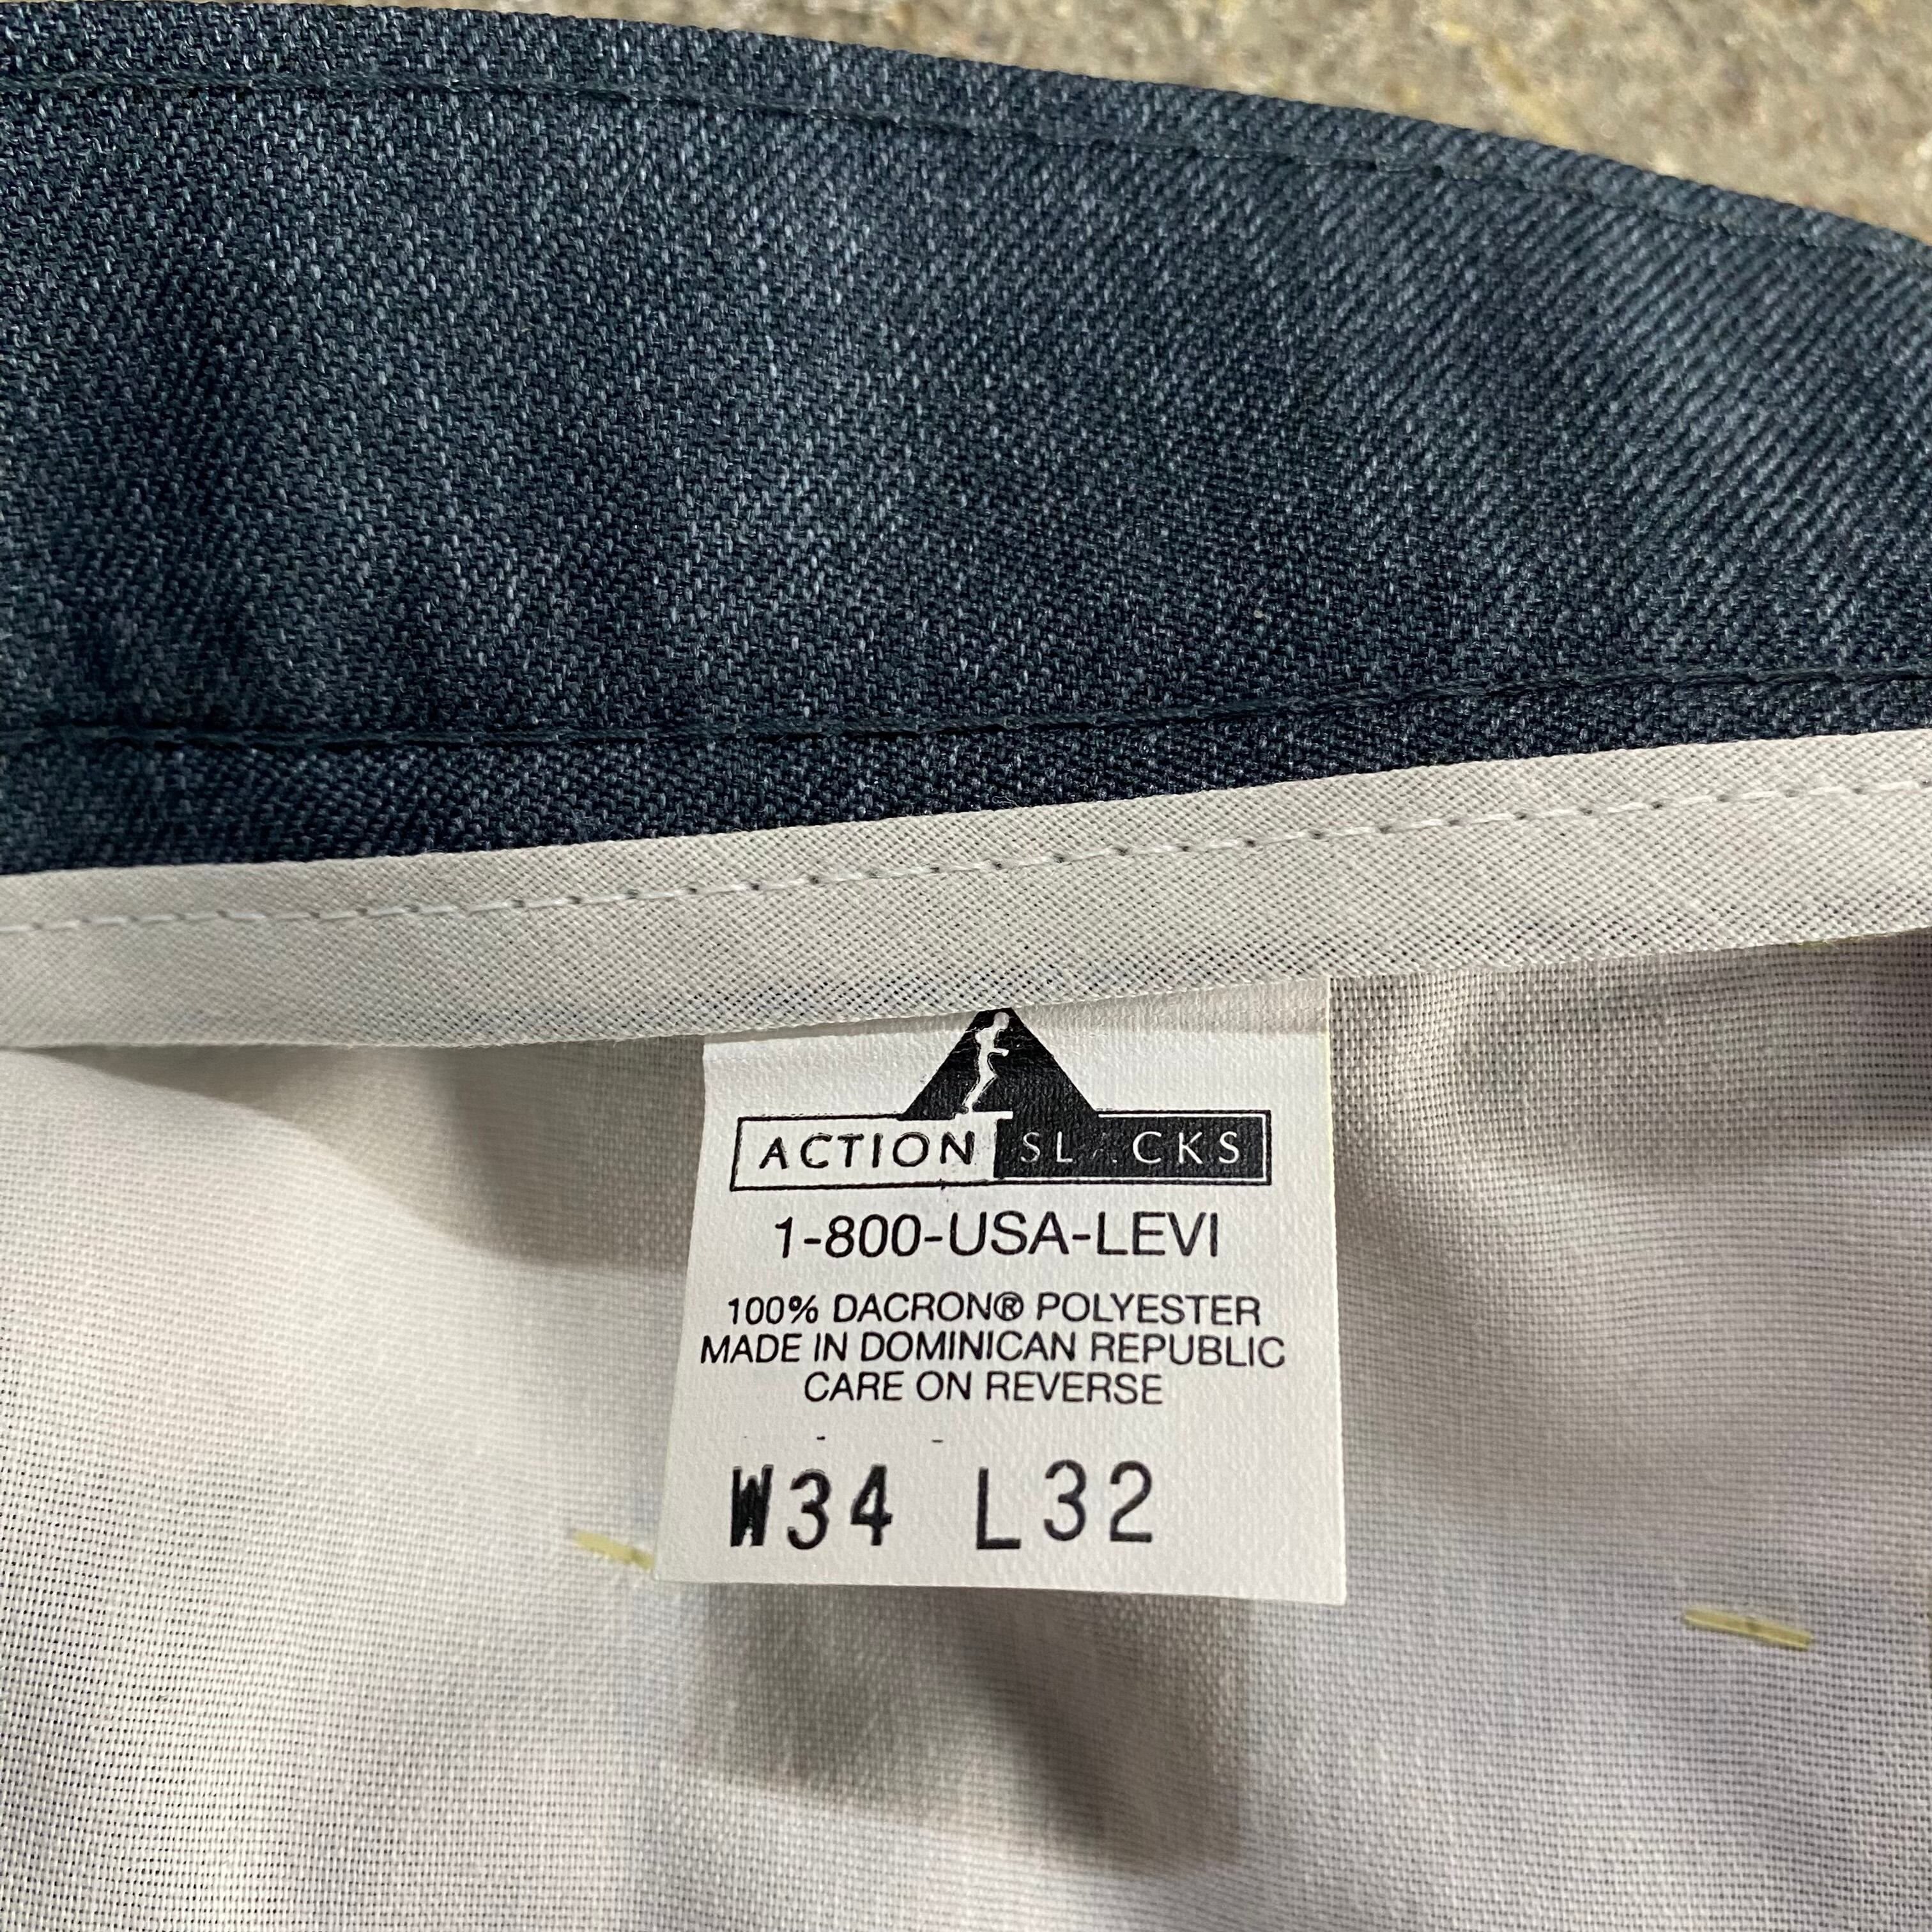 ACTION SLACKS
1-800-USA-LEVI
100% DACRON® POLYESTER
MADE IN DOMINICAN REPUBLIC
CARE ON REVERSE
W34 L32